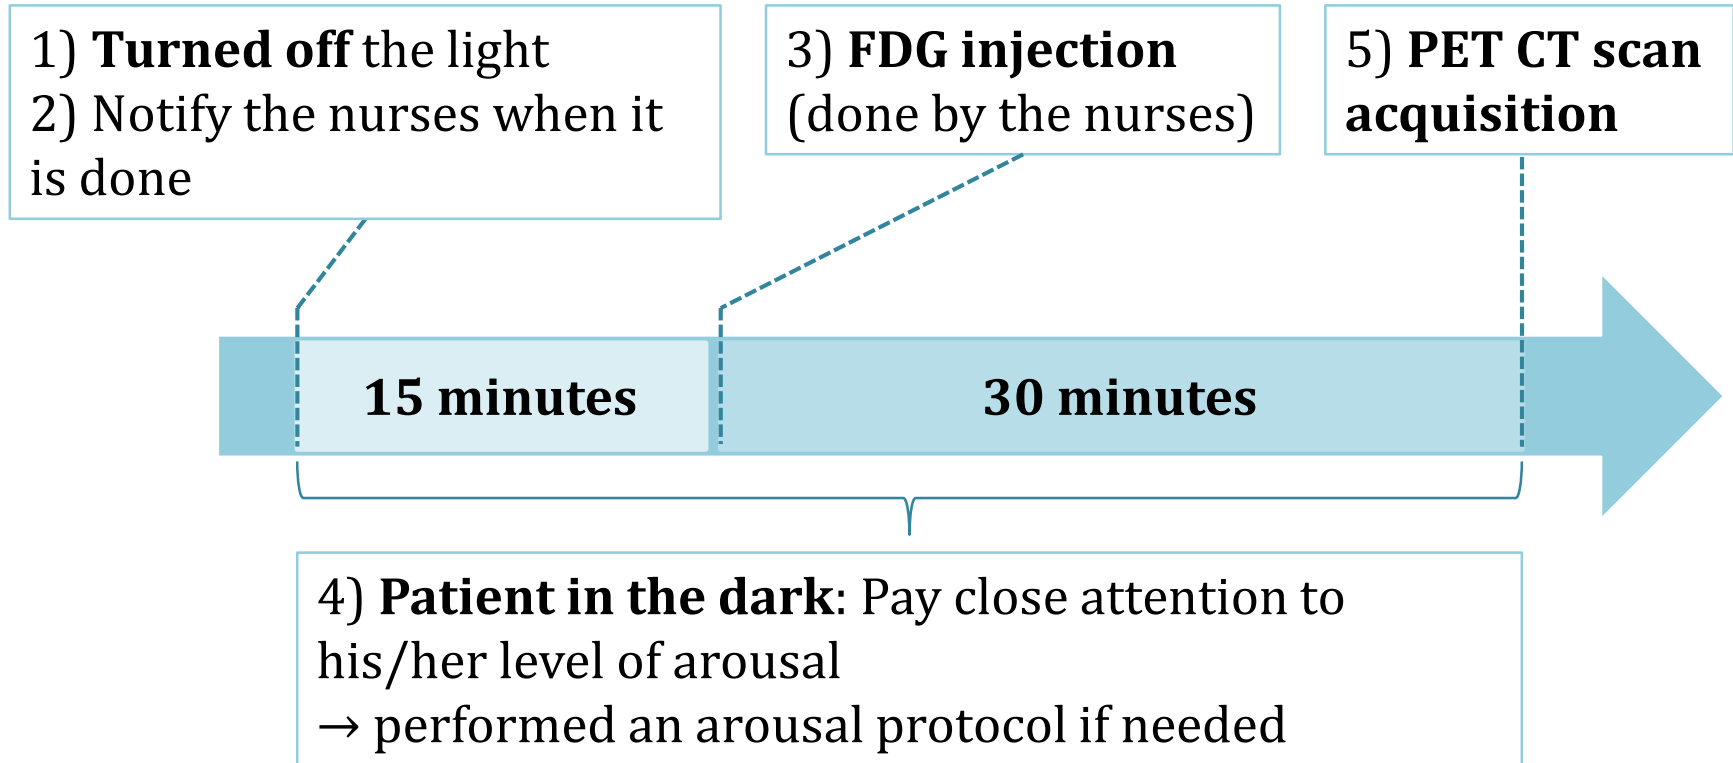 1) Turned off the light
2) Notify the nurses when it
is done
3) FDG injection
(done by the nurses)
5) PET CT scan
acquisition
15 minutes
30 minutes
4) Patient in the dark: Pay close attention to
his/her level of arousal
→ performed an arousal protocol if needed